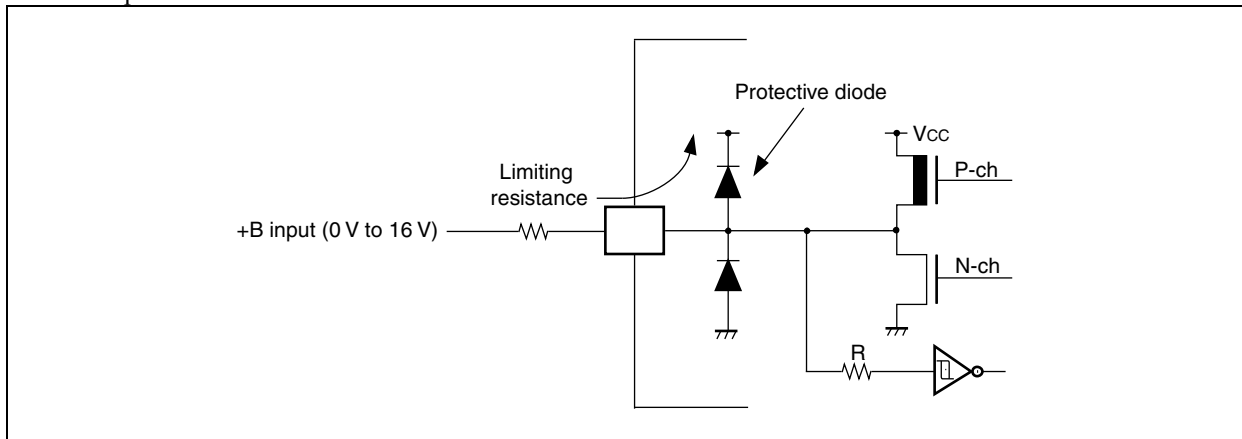 Protective diode
VCC
Limiting
resistance
P-ch
+B input (0 V to 16 V)
N-ch
R